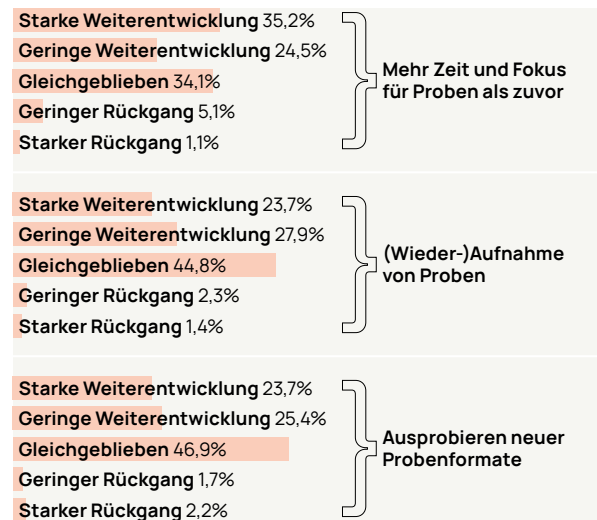 Starke Weiterentwicklung 35,2%
Geringe Weiterentwicklung 24,5%
Gleichgeblieben 34,1%
Geringer Rückgang 5,1%
Starker Rückgang 1,1%
Mehr Zeit und Fokus
für Proben als zuvor
Starke Weiterentwicklung 23,7%
Geringe Weiterentwicklung 27,9%
Gleichgeblieben 44,8%
Geringer Rückgang 2,3%
Starker Rückgang 1,4%
(Wieder-)Aufnahme
von Proben
Starke Weiterentwicklung 23,7%
Geringe Weiterentwicklung 25,4%
Gleichgeblieben 46,9%
Geringer Rückgang 1,7%
Starker Rückgang 2,2%
Ausprobieren neuer
Probenformate